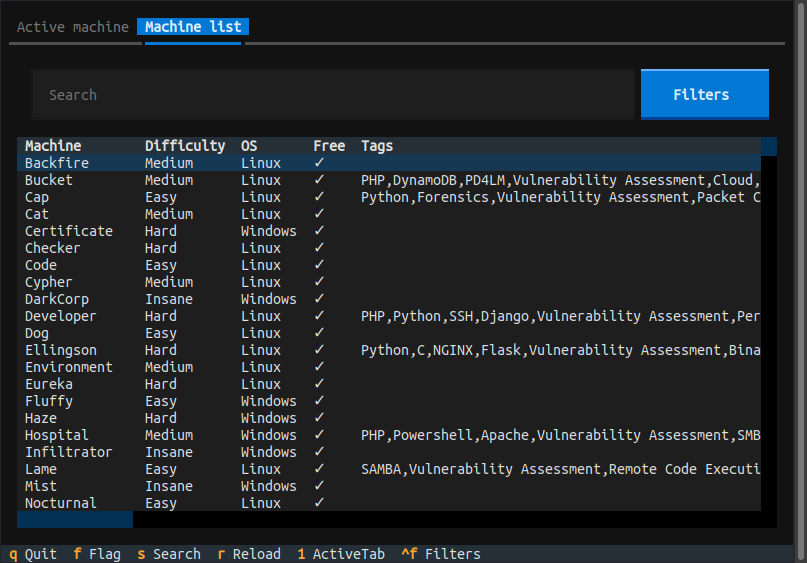 Active machine Machine list
Search Filters
Machine Difficulty OS Free Tags
Backfire Medium Linux ✓
Bucket Medium Linux ✓ PHP,DynamoDB,PD4LM,Vulnerability Assessment,Cloud,
Cap Easy Linux ✓ Python,Forensics,Vulnerability Assessment,Packet C
Cat Medium Linux ✓
Certificate Hard Windows ✓
Checker Hard Linux ✓
Code Easy Linux ✓
Cypher Medium Linux ✓
DarkCorp Insane Windows ✓
Developer Hard Linux ✓ PHP,Python,SSH,Django,Vulnerability Assessment,Per
Dog Easy Linux ✓
Ellingson Hard Linux ✓ Python,C,NGINX,Flask,Vulnerability Assessment,Bina
Environment Medium Linux ✓
Eureka Hard Linux ✓
Fluffy Easy Windows ✓
Haze Hard Windows ✓
Hospital Medium Windows ✓ PHP,Powershell,Apache,Vulnerability Assessment,SMB
Infiltrator Insane Windows ✓
Lame Easy Linux ✓ SAMBA,Vulnerability Assessment,Remote Code Executi
Mist Insane Windows ✓
Nocturnal Easy Linux ✓
q Quit f Flag s Search r Reload 1 ActiveTab ^f Filters